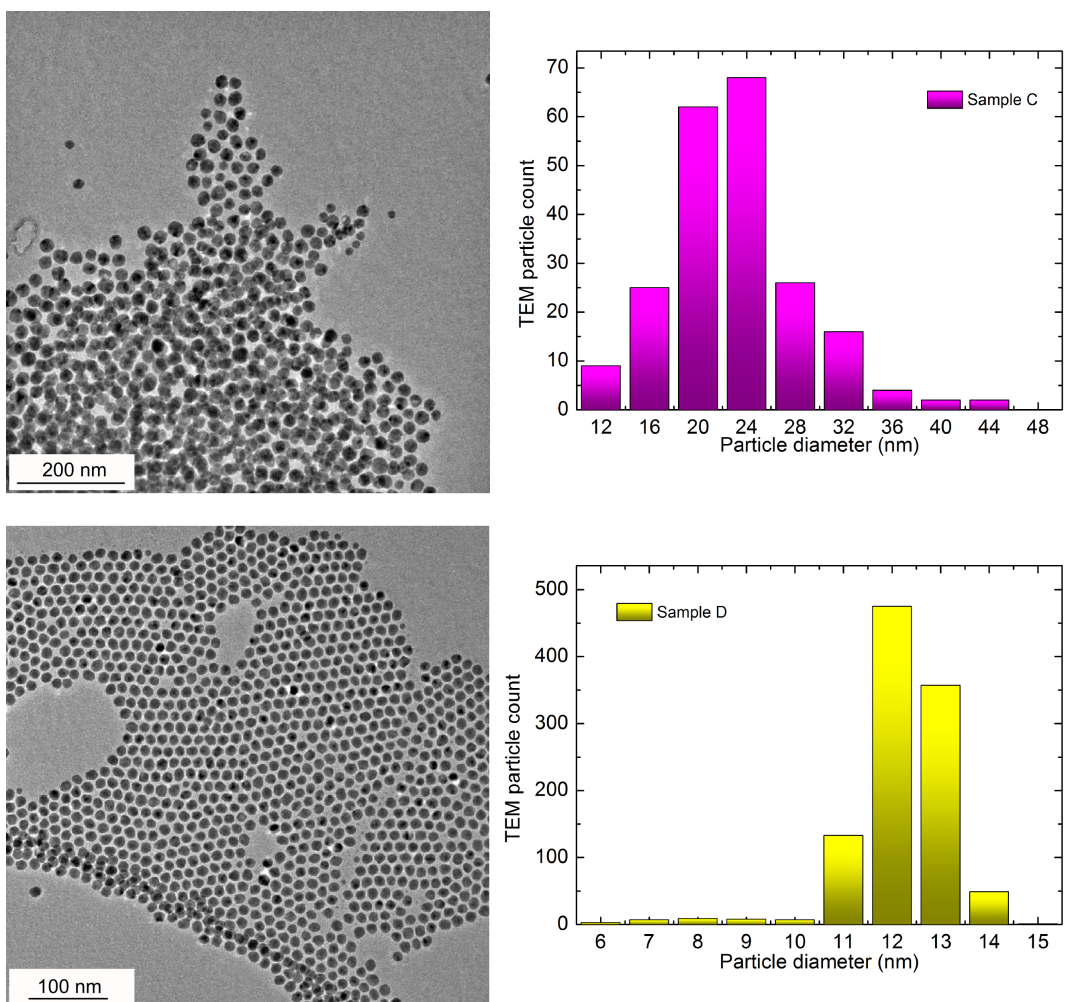 200 nm
TEM particle count
70
60
50
40
30
20
10
0
Sample C
12 16 20 24 28 32 36 40 44 48
Particle diameter (nm)
100 nm
TEM particle count
500
400
300
200
100
0
Sample D
6 7 8 9 10 11 12 13 14 15
Particle diameter (nm)